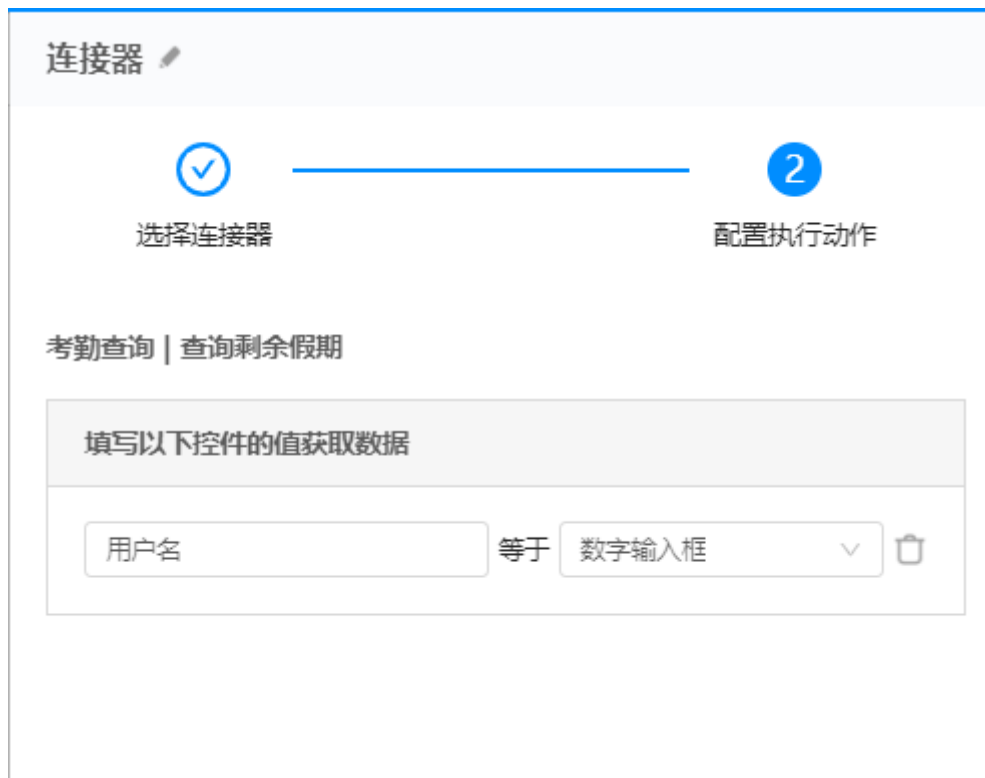 连接器
2
选择连接器
配置执行动作
考勤查询 | 查询剩余假期
填写以下控件的值获取数据
用户名 等于 数字输入框